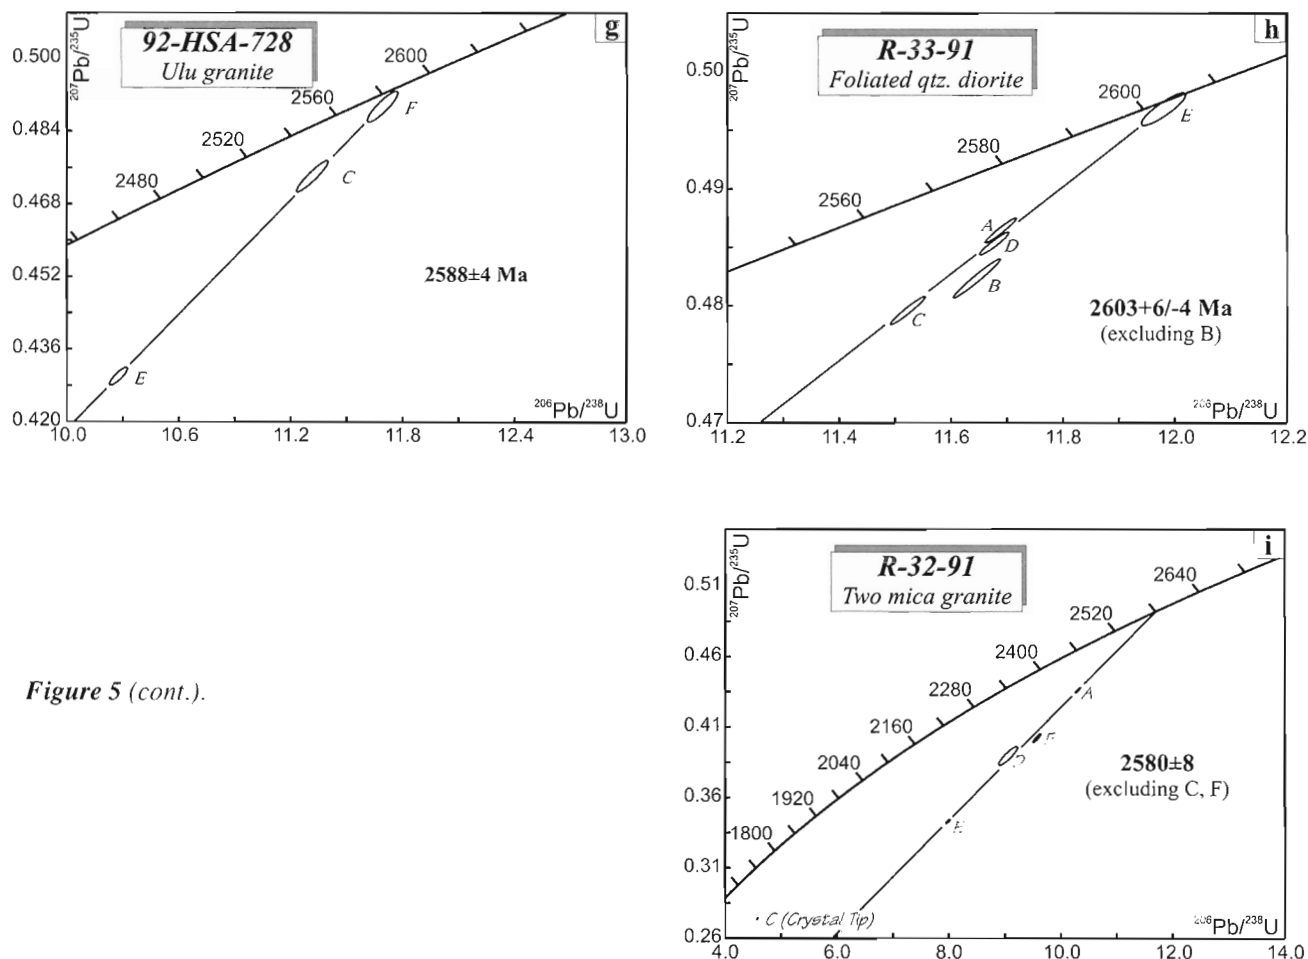 g
92-HSA-728
Ulu granite
²⁰⁷Pb/²³⁵U
0.500
0.484
0.468
0.452
0.436
0.420
2480
2520
2560
2600
F
C
E
2588±4 Ma
²⁰⁶Pb/²³⁸U
10.0 10.6 11.2 11.8 12.4 13.0
h
R-33-91
Foliated qtz. diorite
²⁰⁷Pb/²³⁵U
0.50
0.49
0.48
0.47
2560
2580
2600
E
A
D
B
C
2603+6/-4 Ma
(excluding B)
²⁰⁶Pb/²³⁸U
11.2 11.4 11.6 11.8 12.0 12.2
Figure 5 (cont.).
i
R-32-91
Two mica granite
²⁰⁷Pb/²³⁵U
0.51
0.46
0.41
0.36
0.31
0.26
1800
1920
2040
2160
2280
2400
2520
2640
A
F
D
E
C (Crystal Tip)
2580±8
(excluding C, F)
²⁰⁶Pb/²³⁸U
4.0 6.0 8.0 10.0 12.0 14.0